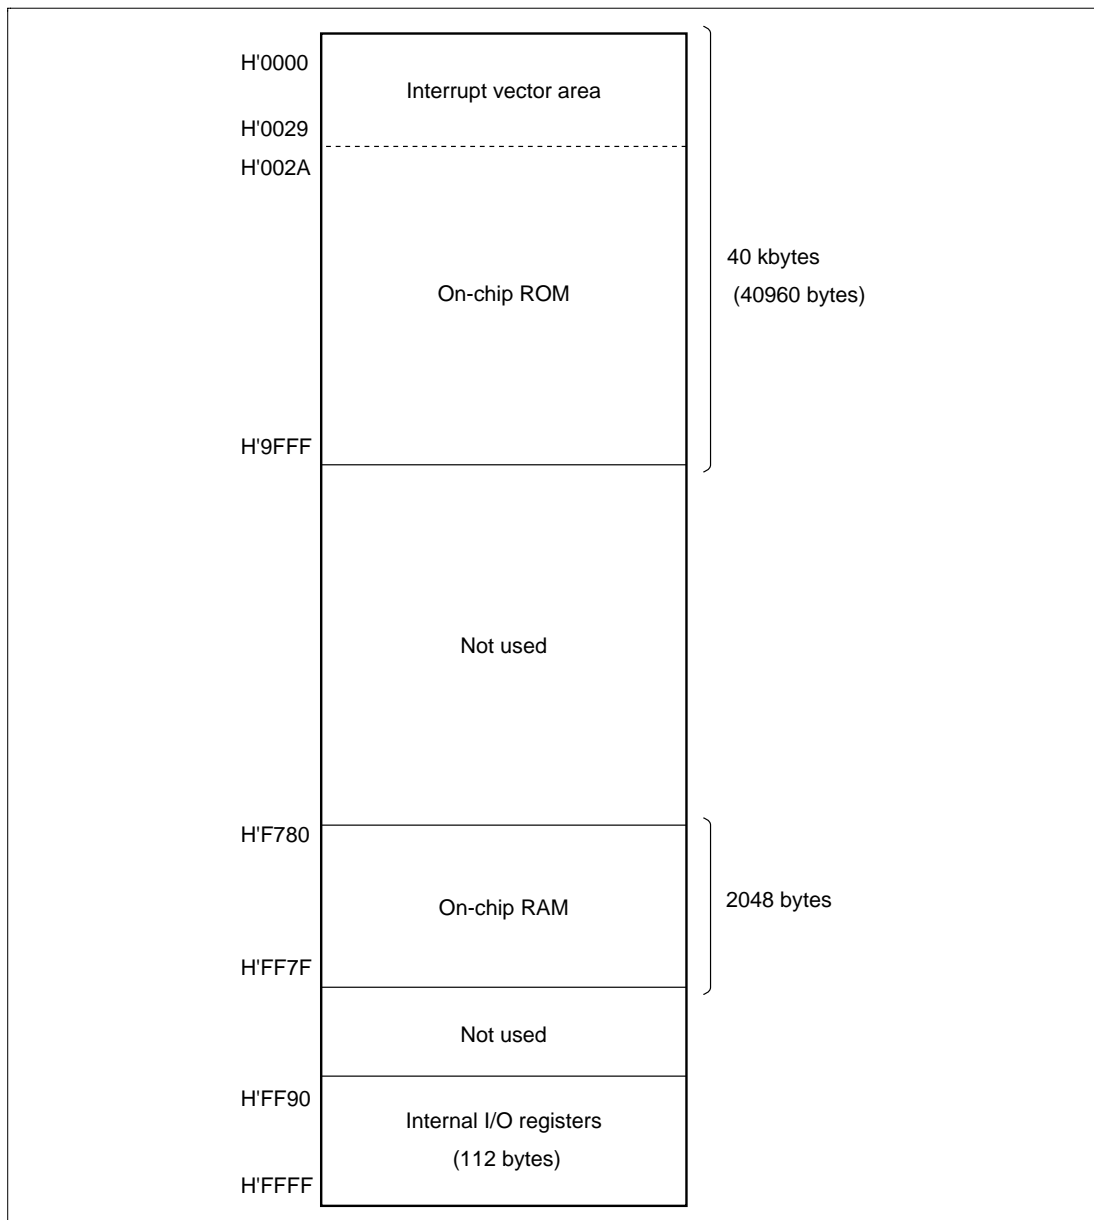 H'0000
Interrupt vector area
H'0029
H'002A
40 kbytes
(40960 bytes)
On-chip ROM
H'9FFF
Not used
H'F780
On-chip RAM
2048 bytes
H'FF7F
Not used
H'FF90
Internal I/O registers
(112 bytes)
H'FFFF